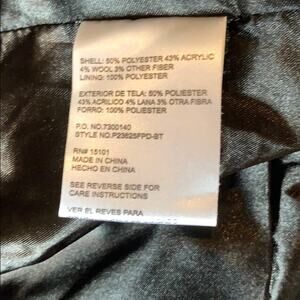 SHELL: 50% POLYESTER 43% ACRYLIC
4% WOOL 3% OTHER FIBER
LINING: 100% POLYESTER
EXTERIOR DE TELA: 50% POLIESTER
43% ACRILICO 4% LANA 3% OTRA FIBRA
FORRO: 100% POLIESTER
P.O. NO.7300140
STYLE NO.P23625FPD-BT
RN# 15101
MADE IN CHINA
HECHO EN CHINA
SEE REVERSE SIDE FOR
CARE INSTRUCTIONS
VER EL REVES PARA